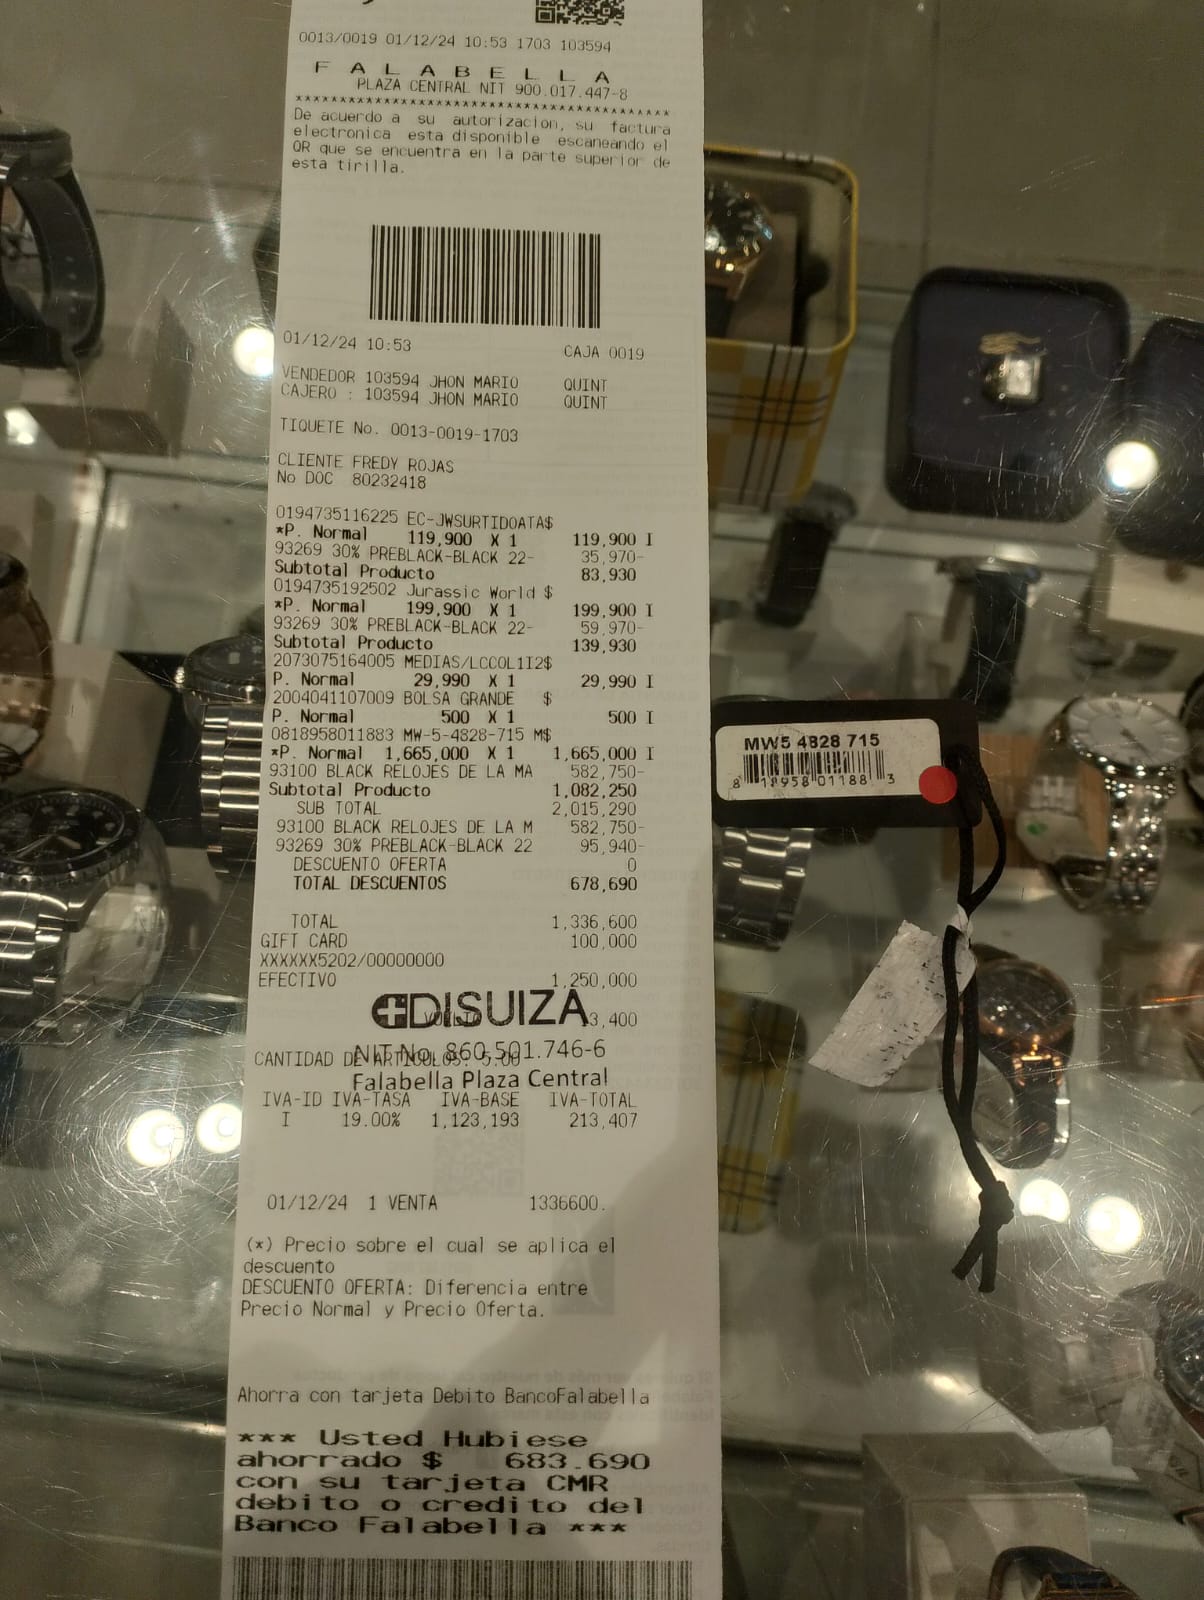 0013/0019 01/12/24 10:53 1703 103594
F A L A B E L L A
PLAZA CENTRAL NIT 900.017.447-8
****************************************
De acuerdo a su autorizacion, su factura
electronica esta disponible escaneando el
QR que se encuentra en la parte superior de
esta tirilla.
01/12/24 10:53 CAJA 0019
VENDEDOR 103594 JHON MARIO QUINT
CAJERO : 103594 JHON MARIO QUINT
TIQUETE No. 0013-0019-1703
CLIENTE FREDY ROJAS
No DOC 80232418
0194735116225 EC-JWSURTIDOATA$
*P. Normal 119,900 X 1 119,900 I
93269 30% PREBLACK-BLACK 22- 35,970-
Subtotal Producto 83,930
0194735192502 Jurassic World $
*P. Normal 199,900 X 1 199,900 I
93269 30% PREBLACK-BLACK 22- 59,970-
Subtotal Producto 139,930
2073075164005 MEDIAS/LCCOL1I2$
P. Normal 29,990 X 1 29,990 I
2004041107009 BOLSA GRANDE $
P. Normal 500 X 1 500 I
0818958011883 MW-5-4828-715 M$
*P. Normal 1,665,000 X 1 1,665,000 I
93100 BLACK RELOJES DE LA MA 582,750-
Subtotal Producto 1,082,250
SUB TOTAL 2,015,290
93100 BLACK RELOJES DE LA M 582,750-
93269 30% PREBLACK-BLACK 22 95,940-
DESCUENTO OFERTA 0
TOTAL DESCUENTOS 678,690
TOTAL 1,336,600
GIFT CARD 100,000
XXXXXX5202/00000000
EFECTIVO 1,250,000
DISUIZA
3,400
NIT No. 860.501.746-6
CANTIDAD DE ARTICULOS: 5.00
Falabella Plaza Central
IVA-ID IVA-TASA IVA-BASE IVA-TOTAL
I 19.00% 1,123,193 213,407
01/12/24 1 VENTA 1336600.
(*) Precio sobre el cual se aplica el
descuento
DESCUENTO OFERTA: Diferencia entre
Precio Normal y Precio Oferta.
Ahorra con tarjeta Debito BancoFalabella
*** Usted Hubiese
ahorrado $ 683.690
con su tarjeta CMR
debito o credito del
Banco Falabella ***
MW5 4828 715
8 18958 01188 3